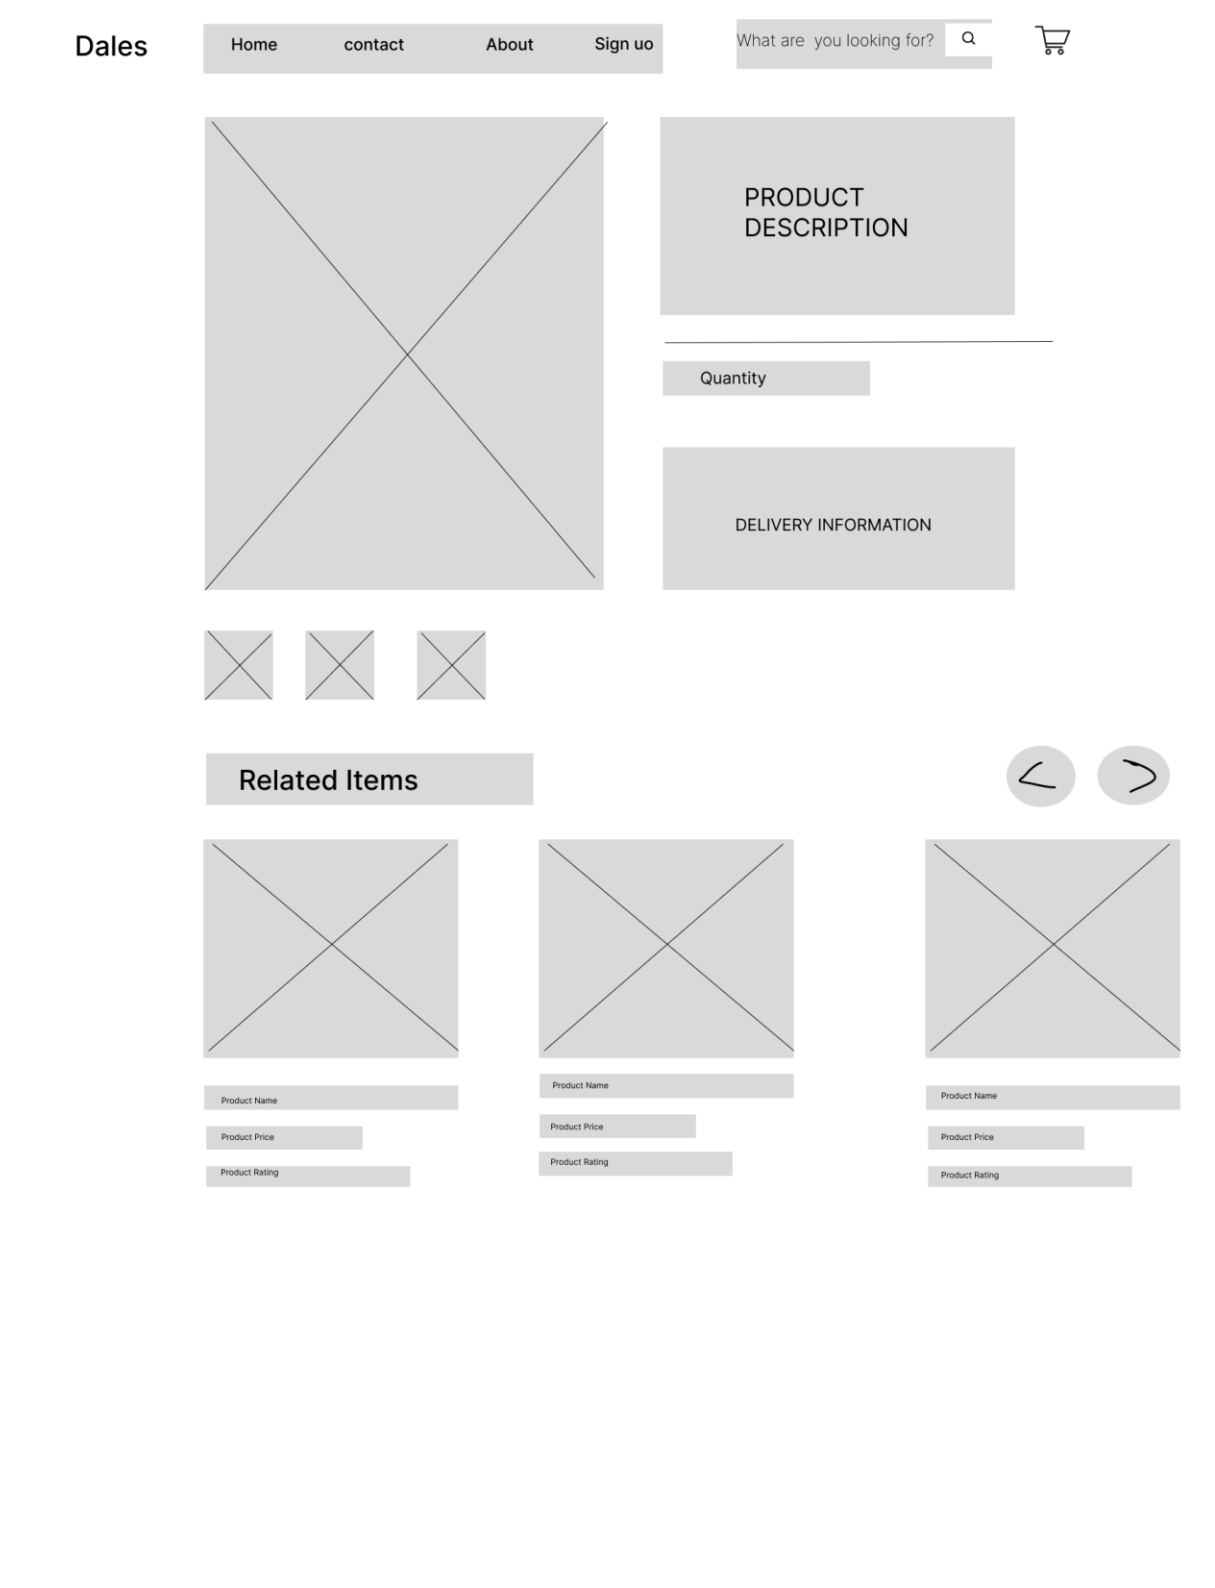 Dales
Home contact About Sign uo
What are you looking for?
PRODUCT
DESCRIPTION
Quantity
DELIVERY INFORMATION
Related Items
Product Name
Product Price
Product Rating
Product Name
Product Price
Product Rating
Product Name
Product Price
Product Rating